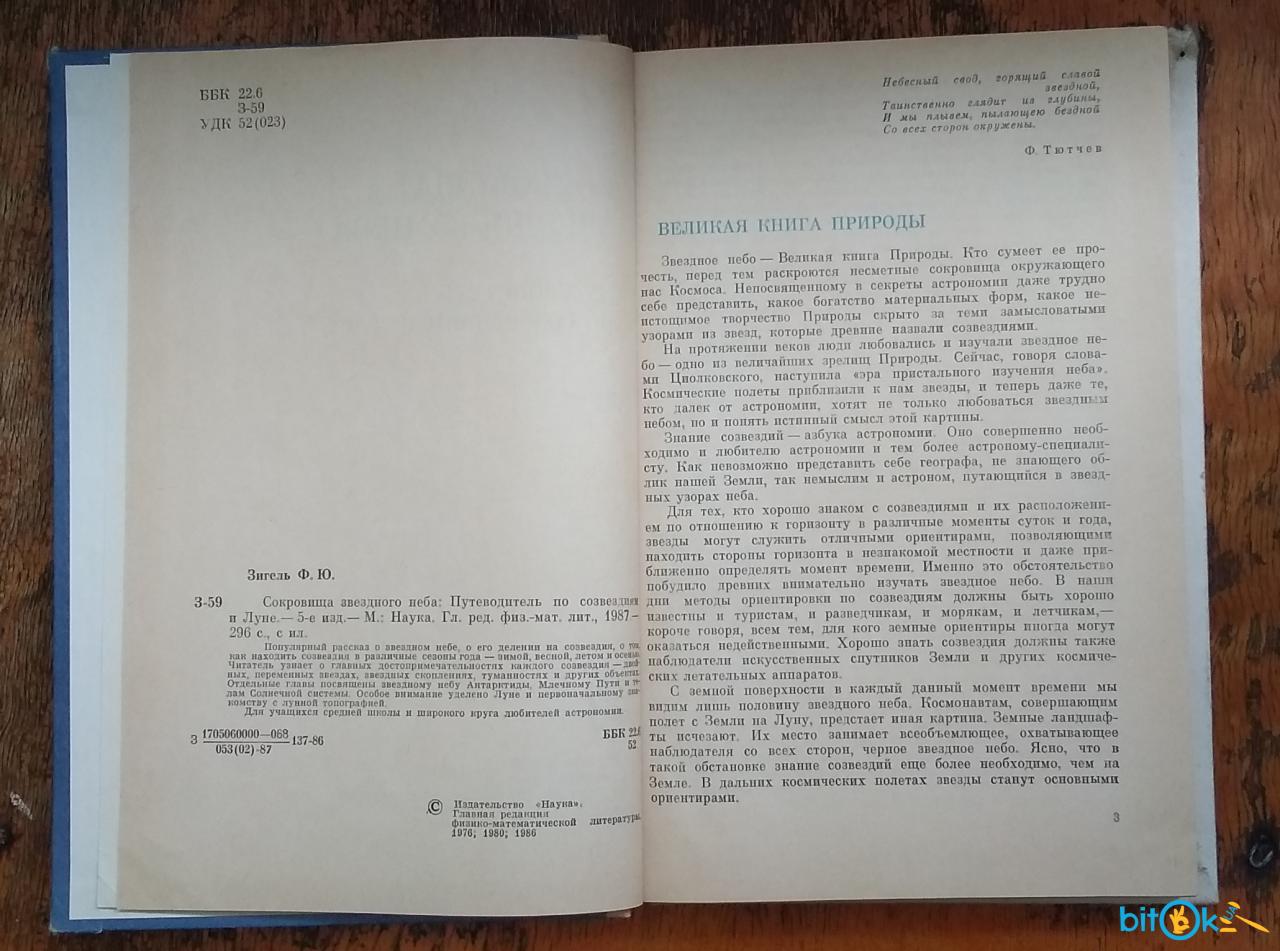 ББК 22.6
З-59
УДК 52(023)
Зигель Ф. Ю.
З-59 Сокровища звездного неба: Путеводитель по созвездиям
и Луне.— 5-е изд.— М.: Наука. Гл. ред. физ.-мат. лит., 1987—
296 с., с ил.
Популярный рассказ о звездном небе, о его делении на созвездия, о том,
как находить созвездия в различные сезоны года — зимой, весной, летом и осенью.
Читатель узнает о главных достопримечательностях каждого созвездия — двой-
ных, переменных звездах, звездных скоплениях, туманностях и других объектах.
Отдельные главы посвящены звездному небу Антарктиды, Млечному Пути и те-
лам Солнечной системы. Особое внимание уделено Луне и первоначальному зна-
комству с лунной топографией.
Для учащихся средней школы и широкого круга любителей астрономии.
З 1705060000—068
053(02)-87
137-86
ББК 22.6
52
© Издательство «Наука».
Главная редакция
физико-математической литературы,
1976; 1980; 1986
Небесный свод, горящий славой
звездной,
Таинственно глядит из глубины,
И мы плывем, пылающею бездной
Со всех сторон окружены.
Ф. Тютчев
ВЕЛИКАЯ КНИГА ПРИРОДЫ
Звездное небо — Великая книга Природы. Кто сумеет ее про-
честь, перед тем раскроются несметные сокровища окружающего
нас Космоса. Непосвященному в секреты астрономии даже трудно
себе представить, какое богатство материальных форм, какое не-
истощимое творчество Природы скрыто за теми замысловатыми
узорами из звезд, которые древние назвали созвездиями.
На протяжении веков люди любовались и изучали звездное не-
бо — одно из величайших зрелищ Природы. Сейчас, говоря слова-
ми Циолковского, наступила «эра пристального изучения неба».
Космические полеты приблизили к нам звезды, и теперь даже те,
кто далек от астрономии, хотят не только любоваться звездным
небом, но и понять истинный смысл этой картины.
Знание созвездий — азбука астрономии. Оно совершенно необ-
ходимо и любителю астрономии и тем более астроному-специали-
сту. Как невозможно представить себе географа, не знающего об-
лик нашей Земли, так немыслим и астроном, путающийся в звезд-
ных узорах неба.
Для тех, кто хорошо знаком с созвездиями и их расположени-
ем по отношению к горизонту в различные моменты суток и года,
звезды могут служить отличными ориентирами, позволяющими
находить стороны горизонта в незнакомой местности и даже при-
ближенно определять момент времени. Именно это обстоятельство
побудило древних внимательно изучать звездное небо. В наши
дни методы ориентировки по созвездиям должны быть хорошо
известны и туристам, и разведчикам, и морякам, и летчикам,—
короче говоря, всем тем, для кого земные ориентиры иногда могут
оказаться недейственными. Хорошо знать созвездия должны также
наблюдатели искусственных спутников Земли и других космиче-
ских летательных аппаратов.
С земной поверхности в каждый данный момент времени мы
видим лишь половину звездного неба. Космонавтам, совершающим
полет с Земли на Луну, предстает иная картина. Земные ландшаф-
ты исчезают. Их место занимает всеобъемлющее, охватывающее
наблюдателя со всех сторон, черное звездное небо. Ясно, что в
такой обстановке знание созвездий еще более необходимо, чем на
Земле. В дальних космических полетах звезды станут основными
ориентирами.
3
bitok
UA